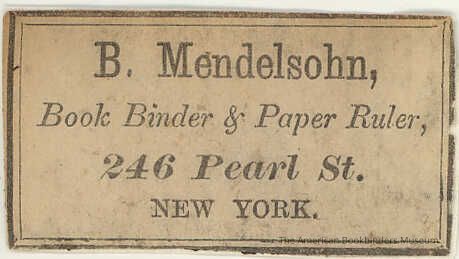 B. Mendelsohn,
Book Binder & Paper Ruler,
246 Pearl St.
NEW YORK.
The American Bookbinders Museum